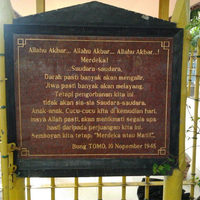 Allahu Akbar... Allahu Akbar... Allahu Akbar..!
Merdeka!
Saudara-saudara,
Darah pasti banyak akan mengalir,
Jiwa pasti banyak akan melayang.
Tetapi pengorbanan kita ini
tidak akan sia-sia Saudara-saudara.
Anak-anak, Cucu-cucu kita di kemudian hari,
insya Allah pasti, akan menikmati segala apa
hasil daripada perjuangan kita ini.
Semboyan kita tetap: "Merdeka atau Mati!".
Bung TOMO, 10 Nopember 1945